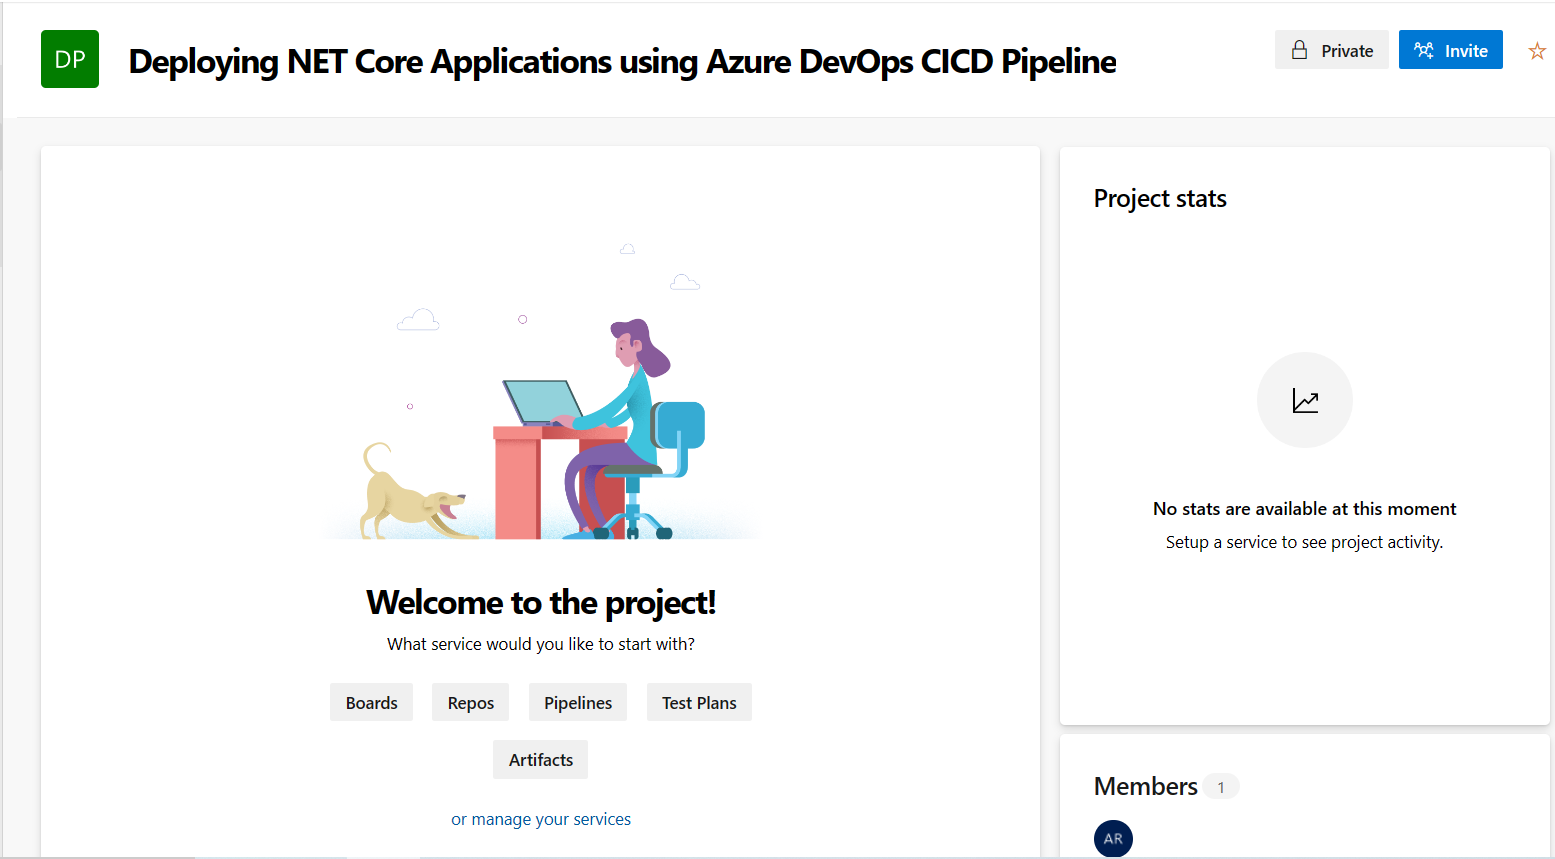 DP
Deploying NET Core Applications using Azure DevOps CICD Pipeline
Private
Invite
Project stats
No stats are available at this moment
Setup a service to see project activity.
Welcome to the project!
What service would you like to start with?
Boards Repos Pipelines Test Plans
Artifacts
or manage your services
Members 1
AR